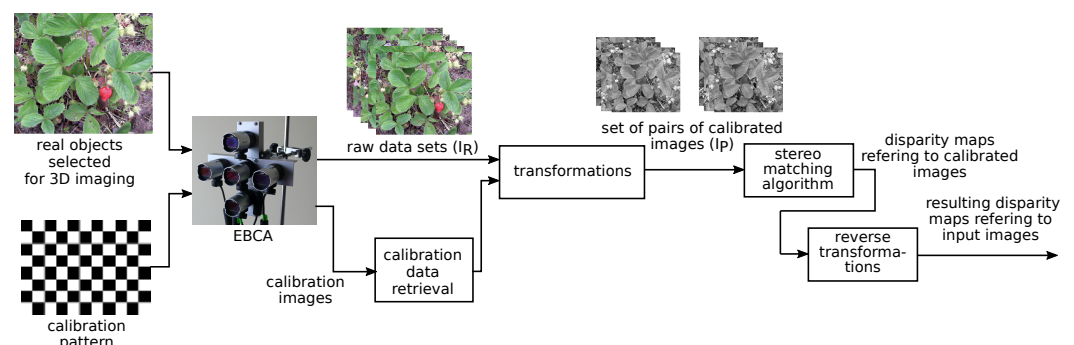 real objects
selected
for 3D imaging
calibration
pattern
EBCA
raw data sets (IR)
calibration
images
calibration
data
retrieval
transformations
set of pairs of calibrated
images (IP)
stereo
matching
algorithm
disparity maps
refering to calibrated
images
reverse
transforma-
tions
resulting disparity
maps refering to
input images